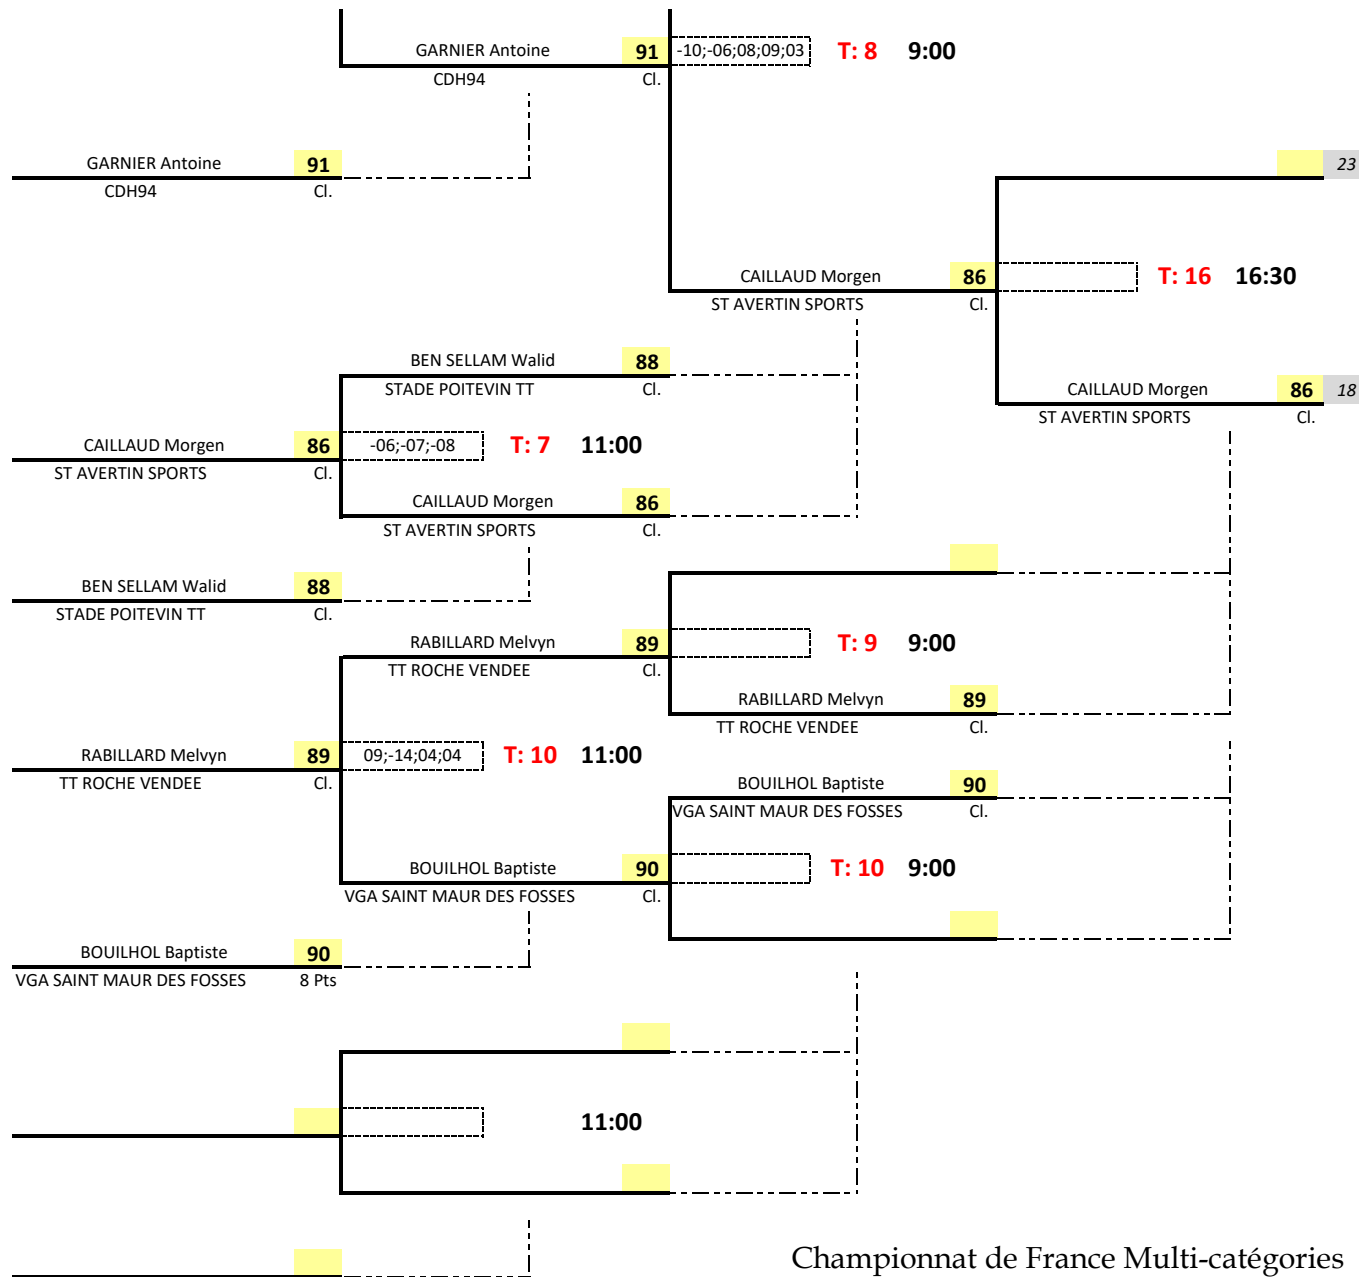 GARNIER Antoine 91 -10;-06;08;09;03 T: 8 9:00
CDH94 Cl.
GARNIER Antoine 91 23
CDH94 Cl.
CAILLAUD Morgen 86 T: 16 16:30
ST AVERTIN SPORTS Cl.
BEN SELLAM Walid 88
STADE POITEVIN TT Cl. CAILLAUD Morgen 86 18
ST AVERTIN SPORTS Cl.
CAILLAUD Morgen 86 -06;-07;-08 T: 7 11:00
ST AVERTIN SPORTS Cl.
CAILLAUD Morgen 86
ST AVERTIN SPORTS Cl.
BEN SELLAM Walid 88
STADE POITEVIN TT Cl.
RABILLARD Melvyn 89 T: 9 9:00
TT ROCHE VENDEE Cl.
RABILLARD Melvyn 89
TT ROCHE VENDEE Cl.
RABILLARD Melvyn 89 09;-14;04;04 T: 10 11:00
TT ROCHE VENDEE Cl.
BOUILHOL Baptiste 90
VGA SAINT MAUR DES FOSSES Cl.
BOUILHOL Baptiste 90 T: 10 9:00
VGA SAINT MAUR DES FOSSES Cl.
BOUILHOL Baptiste 90
VGA SAINT MAUR DES FOSSES 8 Pts
11:00
Championnat de France Multi-catégories